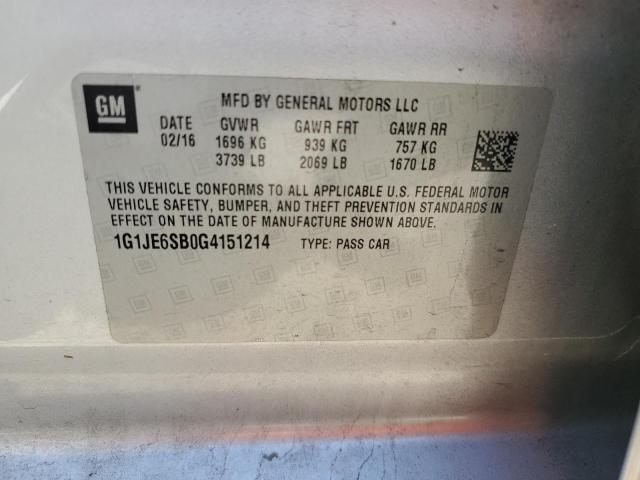 GM
MFD BY GENERAL MOTORS LLC
DATE GVWR GAWR FRT GAWR RR
02/16 1696 KG 939 KG 757 KG
3739 LB 2069 LB 1670 LB
THIS VEHICLE CONFORMS TO ALL APPLICABLE U.S. FEDERAL MOTOR
VEHICLE SAFETY, BUMPER, AND THEFT PREVENTION STANDARDS IN
EFFECT ON THE DATE OF MANUFACTURE SHOWN ABOVE.
1G1JE6SB0G4151214 TYPE: PASS CAR